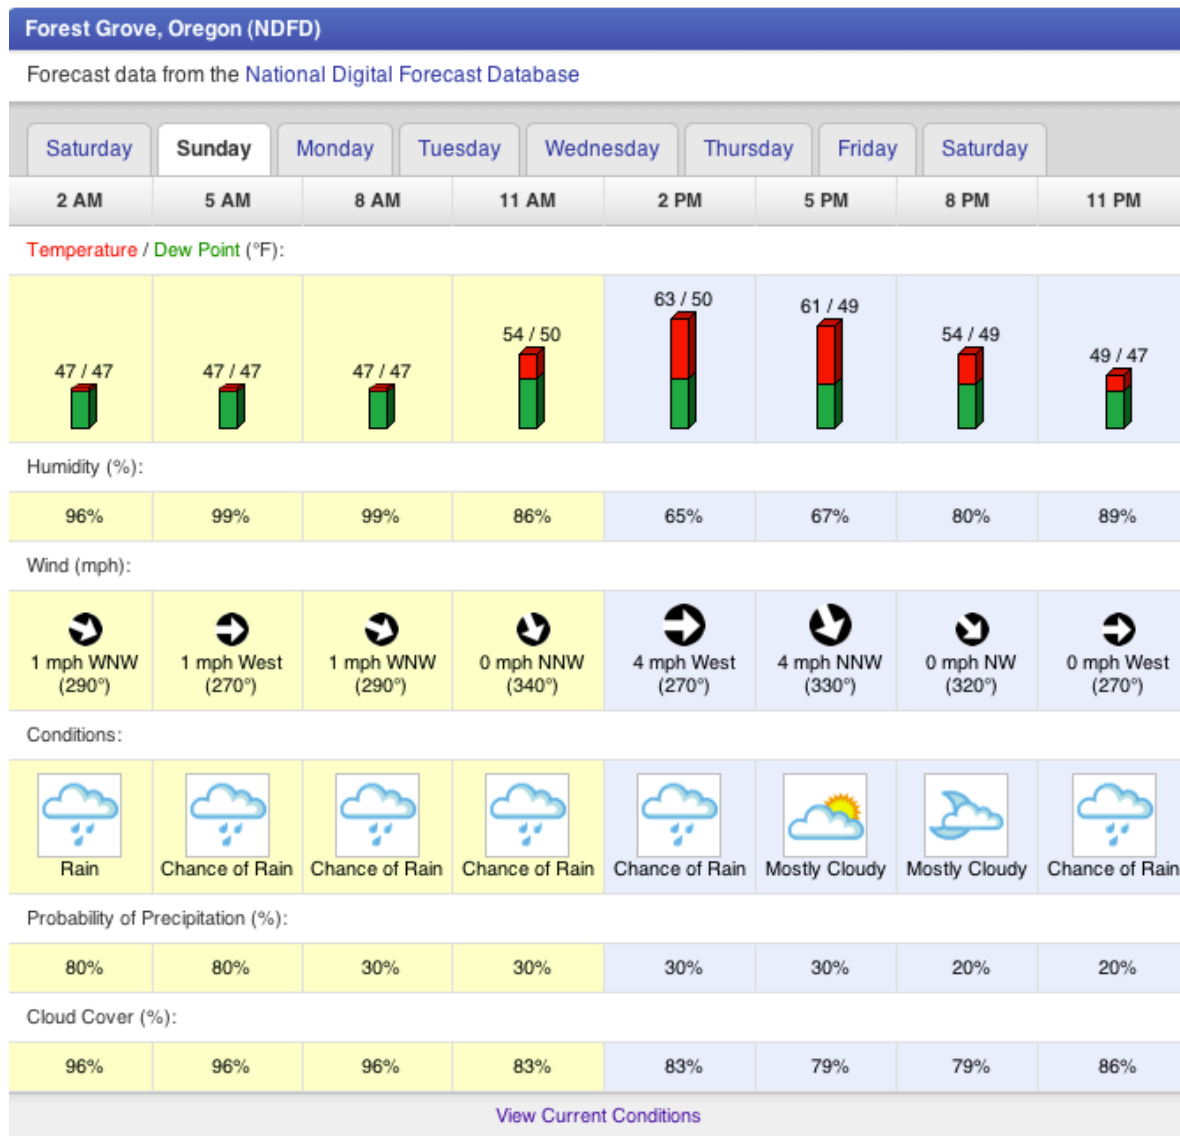 Forest Grove, Oregon (NDFD)
Forecast data from the National Digital Forecast Database
Saturday Sunday Monday Tuesday Wednesday Thursday Friday Saturday
2 AM 5 AM 8 AM 11 AM 2 PM 5 PM 8 PM 11 PM
Temperature / Dew Point (°F):
47 / 47 47 / 47 47 / 47 54 / 50 63 / 50 61 / 49 54 / 49 49 / 47
Humidity (%):
96% 99% 99% 86% 65% 67% 80% 89%
Wind (mph):
1 mph WNW 1 mph West 1 mph WNW 0 mph NNW 4 mph West 4 mph NNW 0 mph NW 0 mph West
(290°) (270°) (290°) (340°) (270°) (330°) (320°) (270°)
Conditions:
Rain Chance of Rain Chance of Rain Chance of Rain Chance of Rain Mostly Cloudy Mostly Cloudy Chance of Rain
Probability of Precipitation (%):
80% 80% 30% 30% 30% 30% 20% 20%
Cloud Cover (%):
96% 96% 96% 83% 83% 79% 79% 86%
View Current Conditions